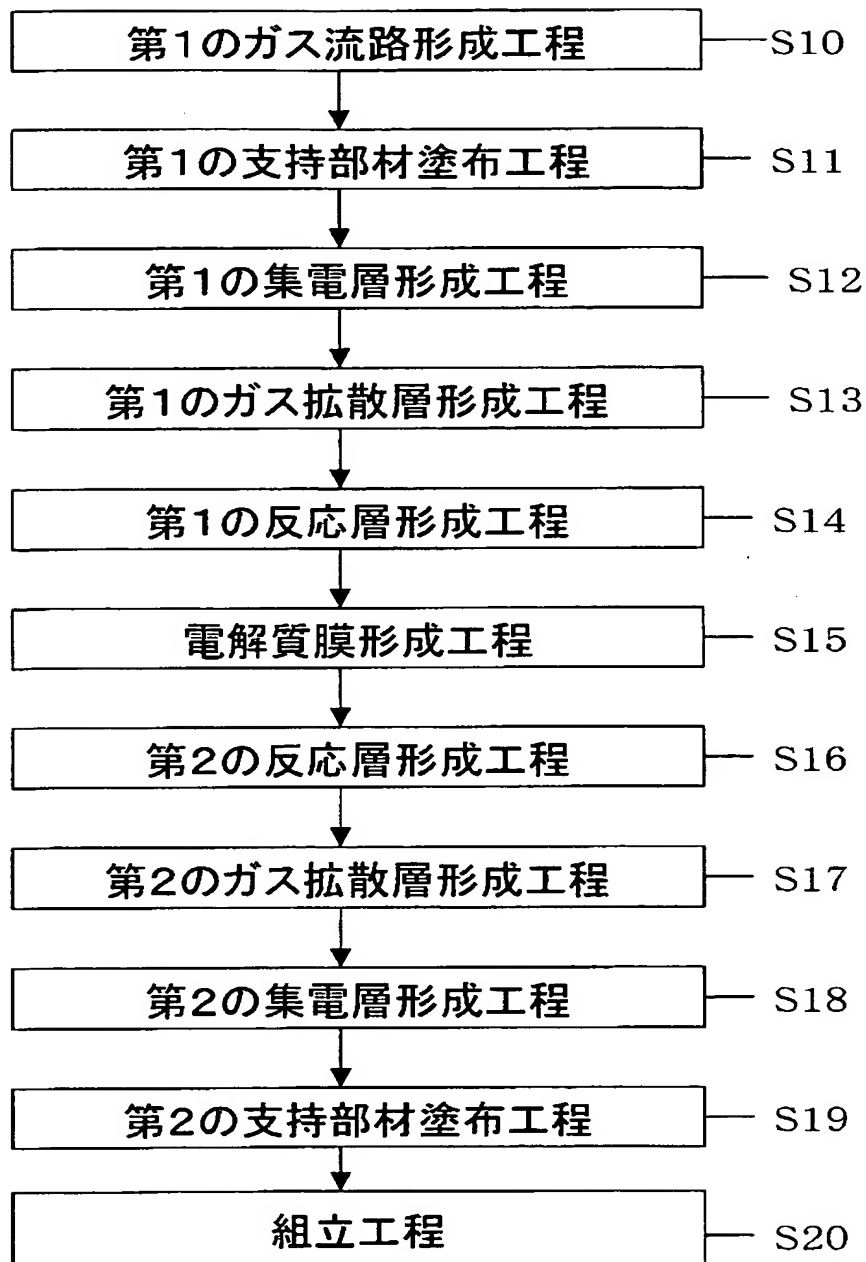 第1のガス流路形成工程 S10
第1の支持部材塗布工程 S11
第1の集電層形成工程 S12
第1のガス拡散層形成工程 S13
第1の反応層形成工程 S14
電解質膜形成工程 S15
第2の反応層形成工程 S16
第2のガス拡散層形成工程 S17
第2の集電層形成工程 S18
第2の支持部材塗布工程 S19
組立工程 S20